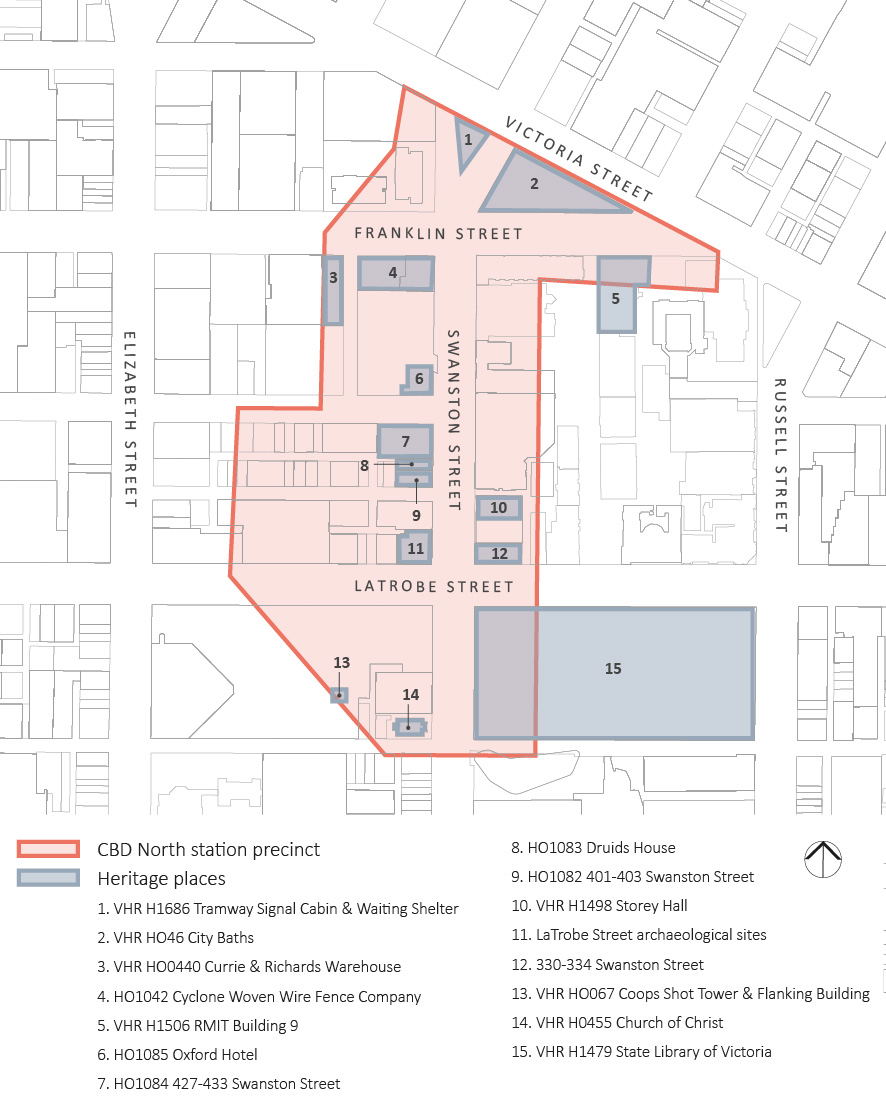 1
VICTORIA STREET
2
FRANKLIN STREET
3
4
5
ELIZABETH STREET
SWANSTON STREET
6
RUSSELL STREET
7
8
9
10
11
12
LATROBE STREET
13
14
15
CBD North station precinct
Heritage places
1. VHR H1686 Tramway Signal Cabin & Waiting Shelter
2. VHR HO46 City Baths
3. VHR HO0440 Currie & Richards Warehouse
4. HO1042 Cyclone Woven Wire Fence Company
5. VHR H1506 RMIT Building 9
6. HO1085 Oxford Hotel
7. HO1084 427-433 Swanston Street
8. HO1083 Druids House
9. HO1082 401-403 Swanston Street
10. VHR H1498 Storey Hall
11. LaTrobe Street archaeological sites
12. 330-334 Swanston Street
13. VHR HO067 Coops Shot Tower & Flanking Building
14. VHR H0455 Church of Christ
15. VHR H1479 State Library of Victoria